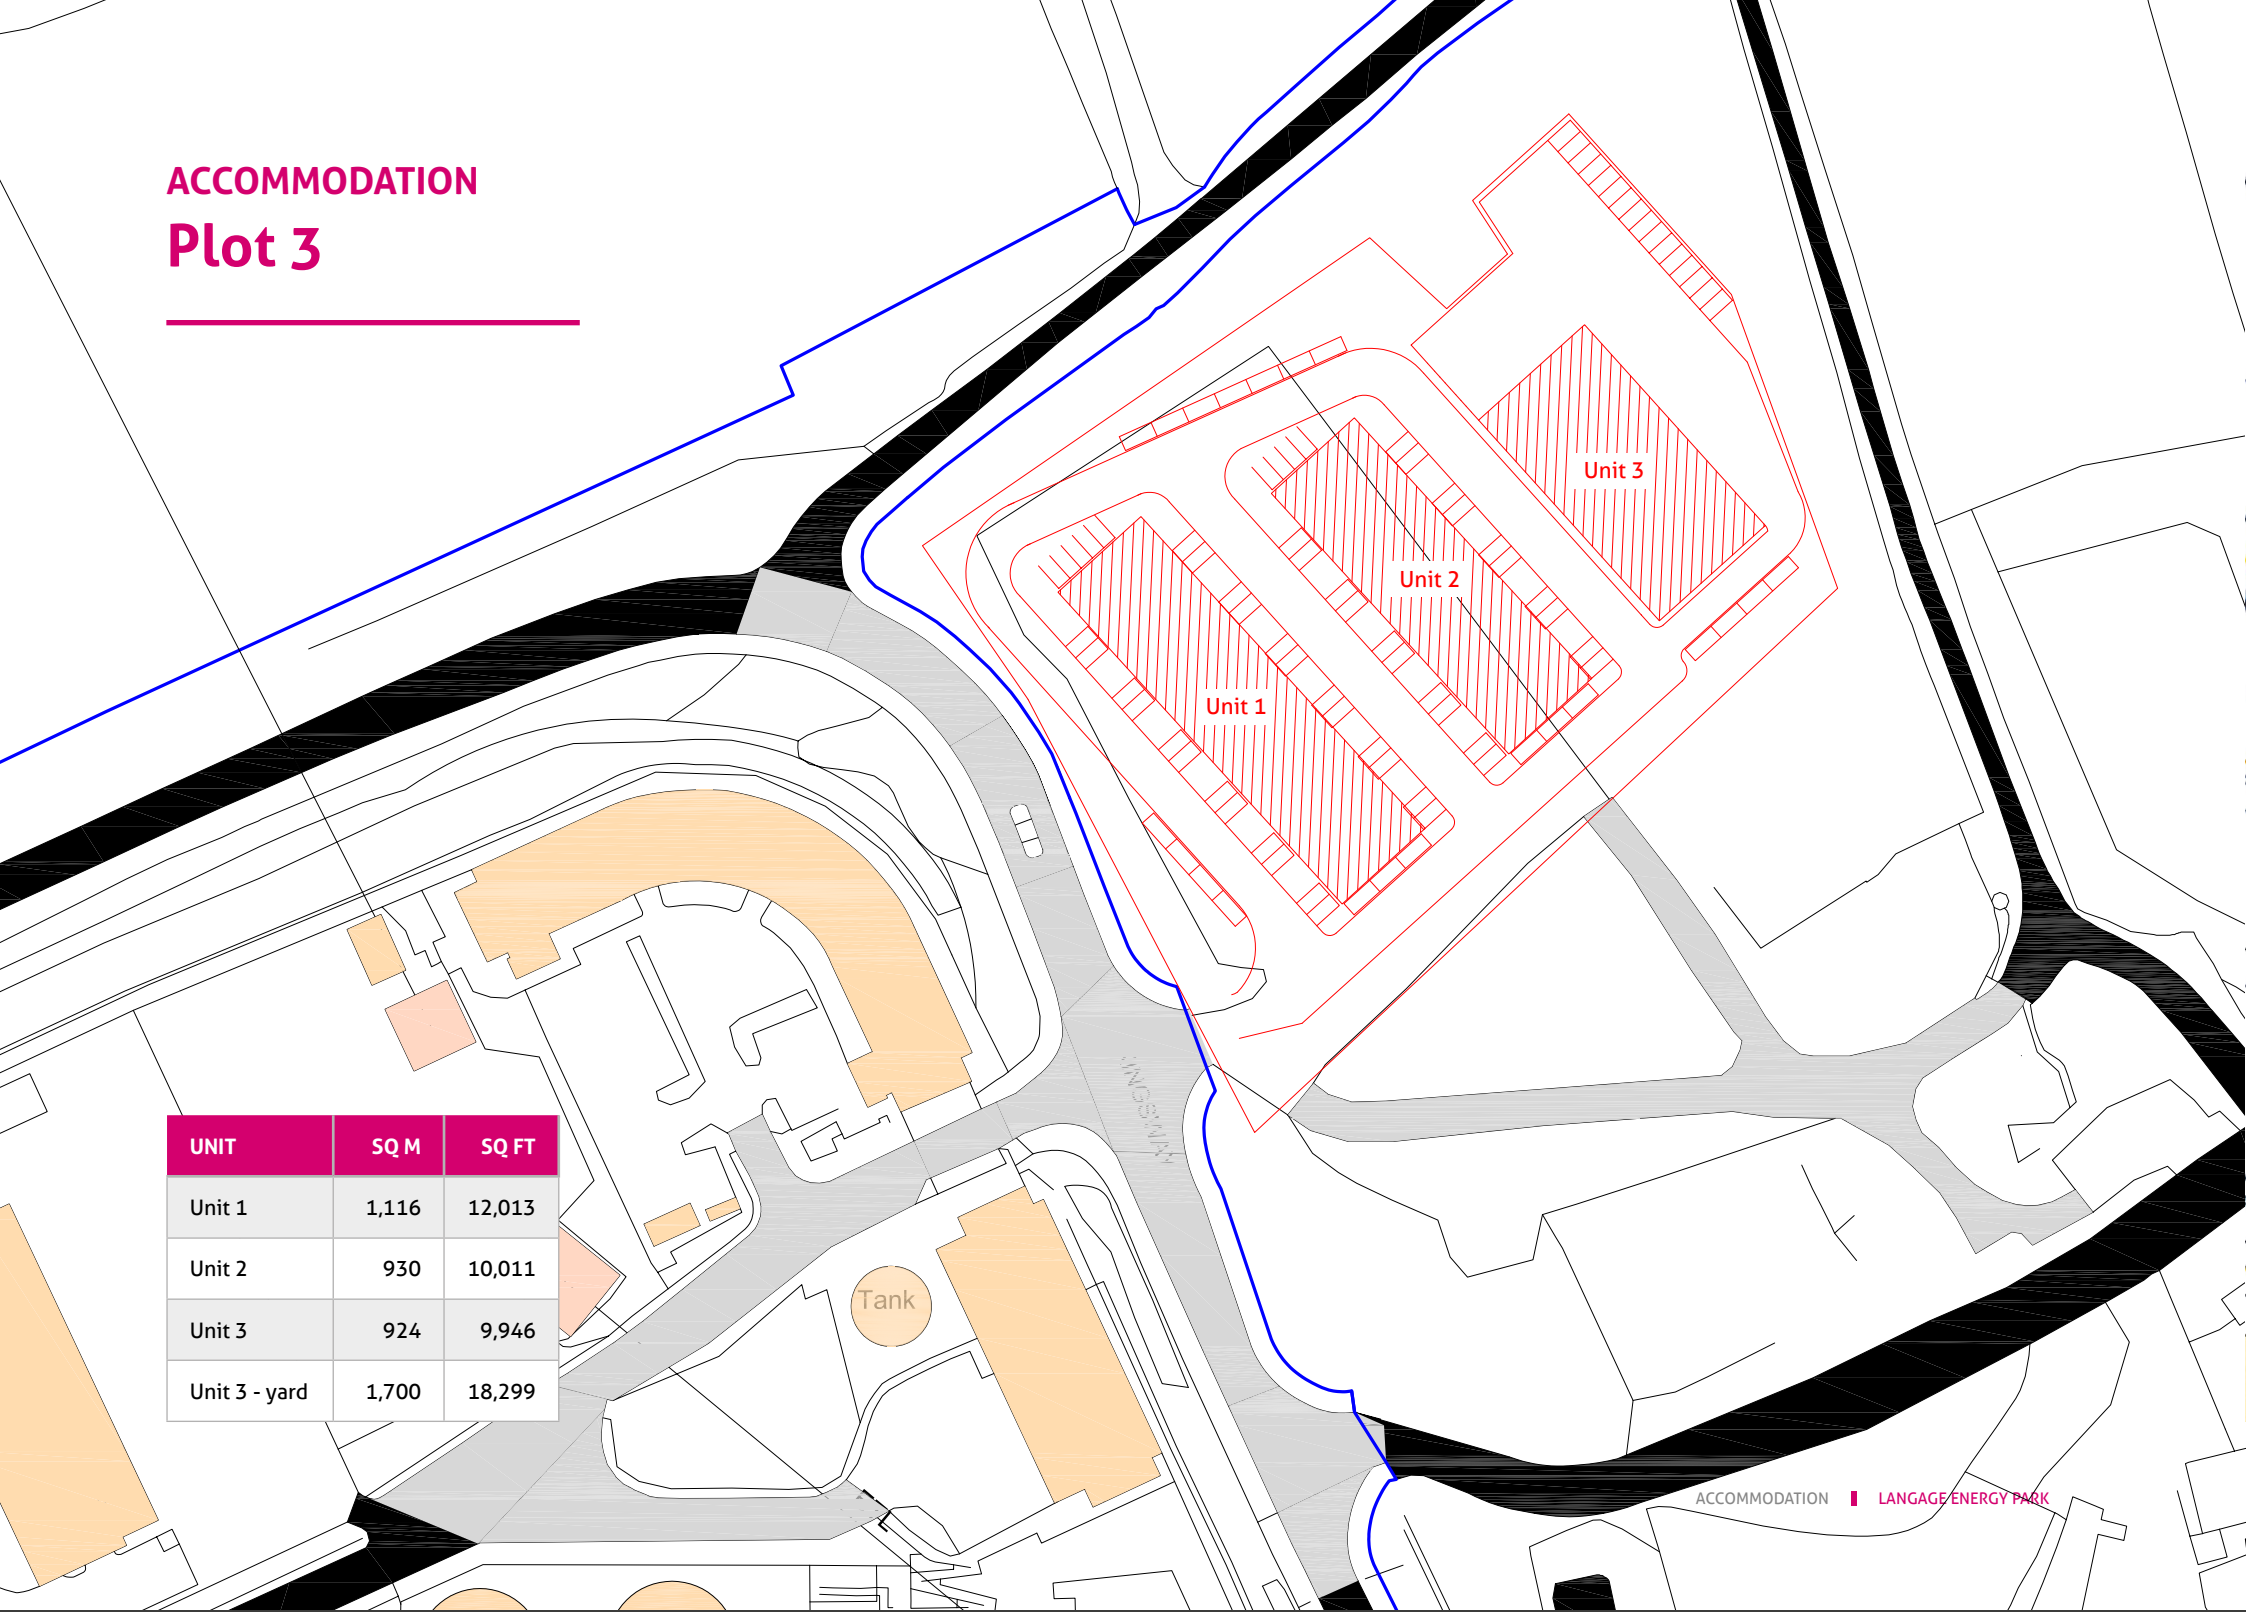 ACCOMMODATION
Plot 3
Unit 3
Unit 2
Unit 1
UNIT SQ M SQ FT
Unit 1 1,116 12,013
Unit 2 930 10,011
Unit 3 924 9,946
Unit 3 - yard 1,700 18,299
Tank
ACCOMMODATION LANGAGE ENERGY PARK